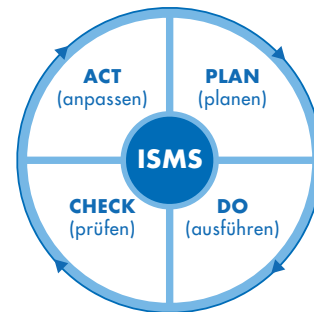 ACT
(anpassen)
PLAN
(planen)
ISMS
CHECK
(prüfen)
DO
(ausführen)